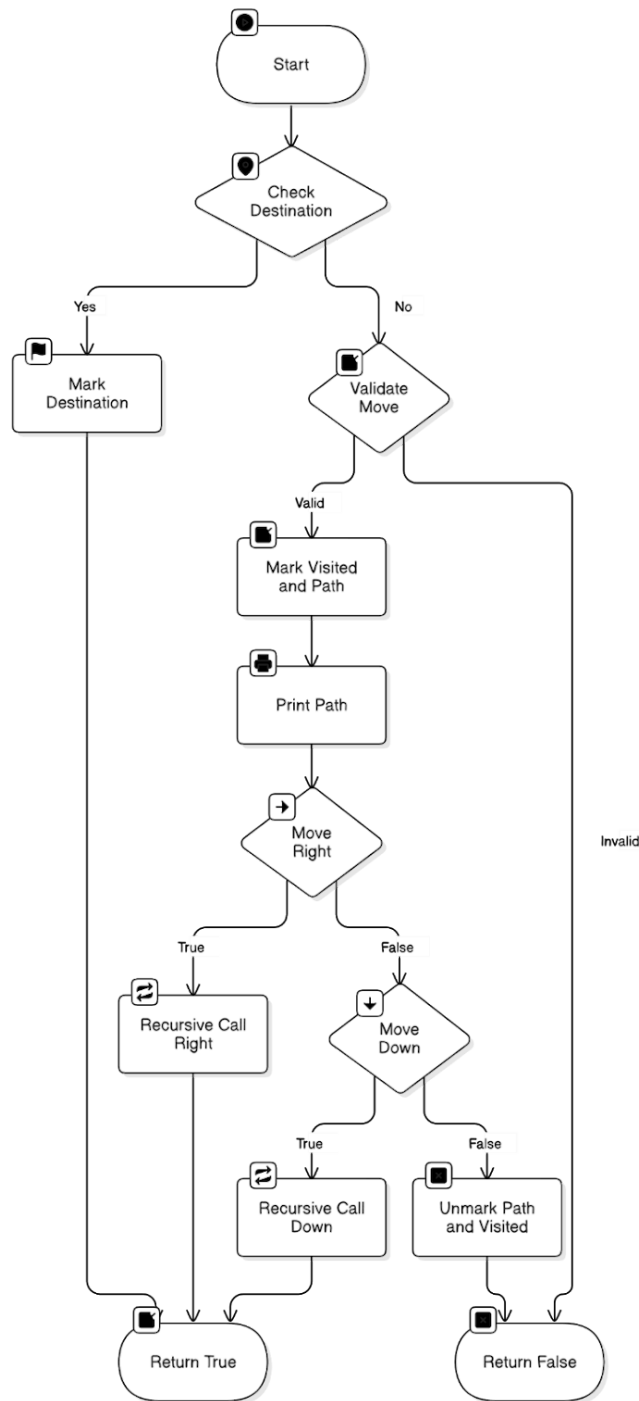 Start
Check
Destination
Yes
No
Mark
Destination
Validate
Move
Valid
Mark Visited
and Path
Print Path
Move
Right
Invalid
True
False
Recursive Call
Right
Move
Down
True
False
Recursive Call
Down
Unmark Path
and Visited
Return True
Return False